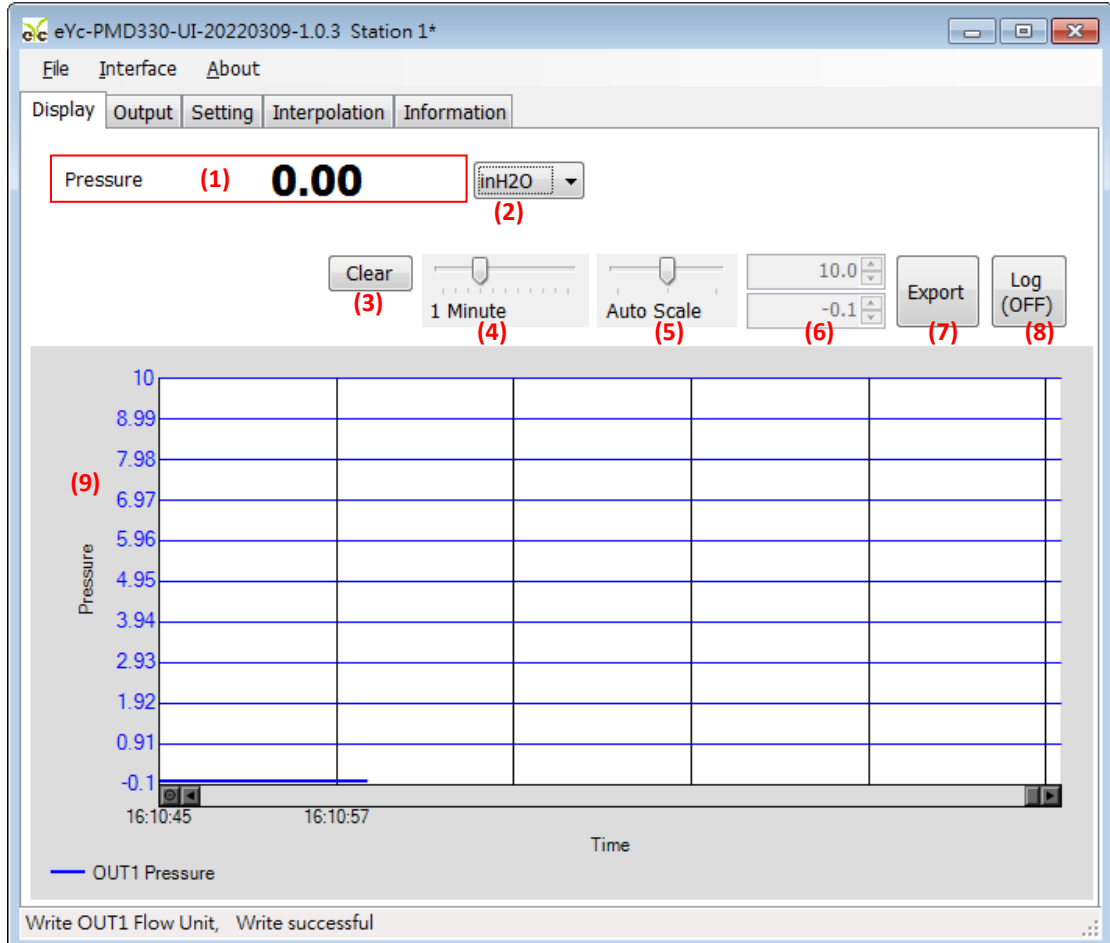 eYc-PMD330-UI-20220309-1.0.3 Station 1*
File Interface About
Display Output Setting Interpolation Information
Pressure (1) 0.00 inH2O
(2)
Clear
(3)
1 Minute
(4)
Auto Scale
(5)
10.0
-0.1
(6)
Export
(7)
Log
(OFF)
(8)
10
8.99
7.98
(9)
6.97
5.96
4.95
3.94
2.93
1.92
0.91
-0.1
Pressure
16:10:45 16:10:57
Time
OUT1 Pressure
Write OUT1 Flow Unit, Write successful